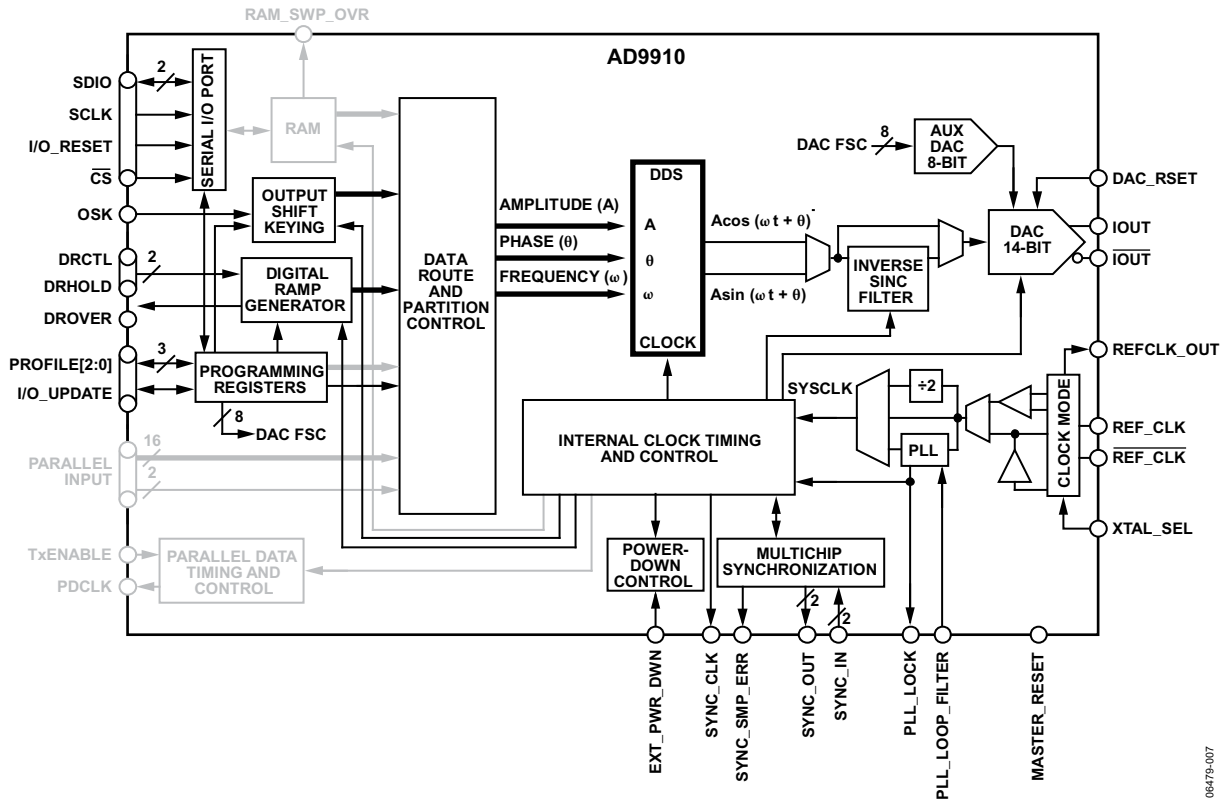 RAM_SWP_OVR
AD9910
SDIO
2
SCLK
I/O_RESET
CS
SERIAL I/O PORT
RAM
OSK
OUTPUT
SHIFT
KEYING
DRCTL
2
DRHOLD
DROVER
DIGITAL
RAMP
GENERATOR
PROFILE[2:0]
3
I/O_UPDATE
PROGRAMMING
REGISTERS
8
DAC FSC
PARALLEL
INPUT
16
2
TxENABLE
PDCLK
PARALLEL DATA
TIMING AND
CONTROL
DATA
ROUTE
AND
PARTITION
CONTROL
AMPLITUDE (A)
PHASE (θ)
FREQUENCY (ω)
DDS
A
θ
ω
CLOCK
Acos (ω t + θ)
Asin (ω t + θ)
INVERSE
SINC
FILTER
DAC FSC
8
AUX
DAC
8-BIT
DAC
14-BIT
DAC_RSET
IOUT
IOUT
REFCLK_OUT
SYSCLK
÷2
PLL
CLOCK MODE
REF_CLK
REF_CLK
XTAL_SEL
INTERNAL CLOCK TIMING
AND CONTROL
POWER-
DOWN
CONTROL
MULTICHIP
SYNCHRONIZATION
2
2
EXT_PWR_DWN
SYNC_CLK
SYNC_SMP_ERR
SYNC_OUT
SYNC_IN
PLL_LOCK
PLL_LOOP_FILTER
MASTER_RESET
06479-007